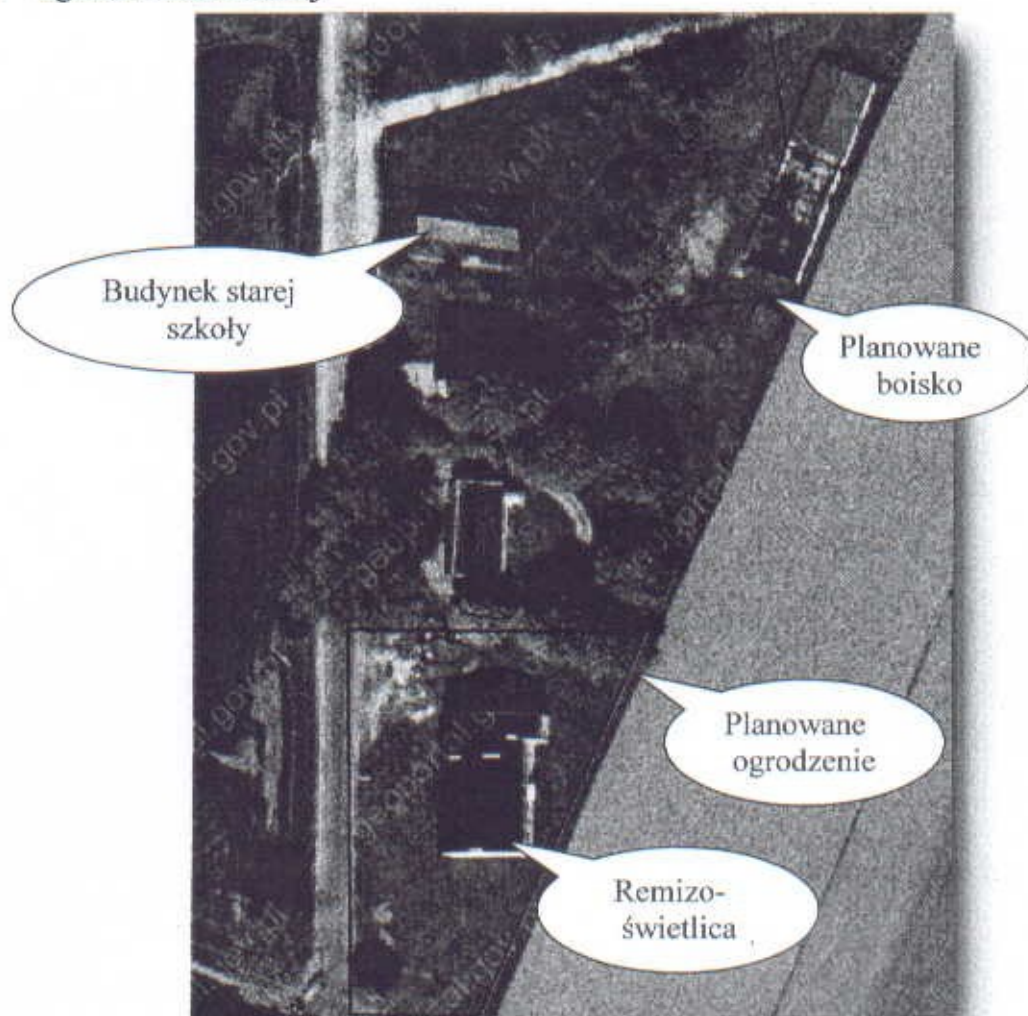 Budynek starej
szkoły
Planowane
boisko
Planowane
ogrodzenie
Remizo-
świetlica